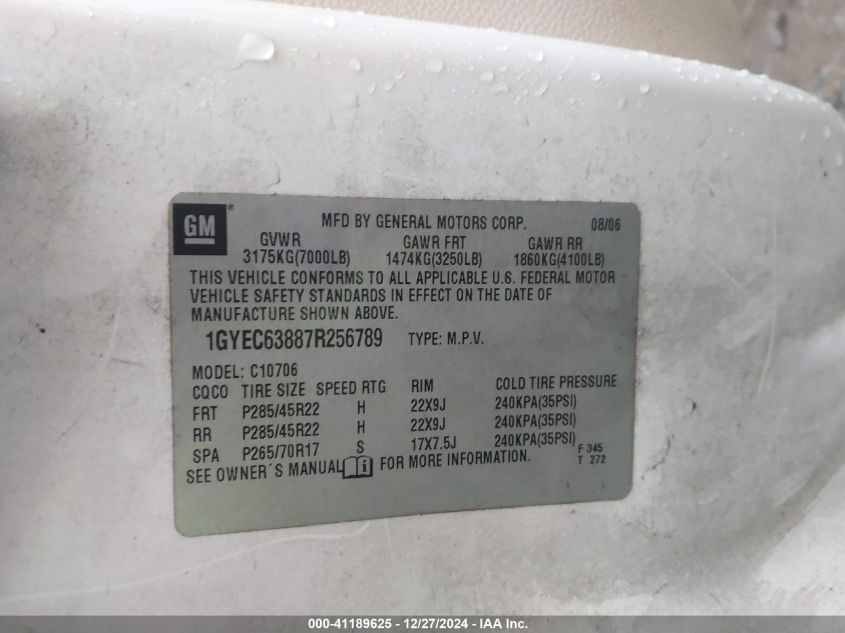 GM® MFD BY GENERAL MOTORS CORP. 08/06
GVWR GAWR FRT GAWR RR
3175KG(7000LB) 1474KG(3250LB) 1860KG(4100LB)
THIS VEHICLE CONFORMS TO ALL APPLICABLE U.S. FEDERAL MOTOR
VEHICLE SAFETY STANDARDS IN EFFECT ON THE DATE OF
MANUFACTURE SHOWN ABOVE.
1GYEC63887R256789 TYPE: M.P.V.
MODEL: C10706
CQCO TIRE SIZE SPEED RTG RIM COLD TIRE PRESSURE
FRT P285/45R22 H 22X9J 240KPA(35PSI)
RR P285/45R22 H 22X9J 240KPA(35PSI)
SPA P265/70R17 S 17X7.5J 240KPA(35PSI) F 345
SEE OWNER´S MANUAL i FOR MORE INFORMATION. T 272
000-41189625 - 12/27/2024 - IAA Inc.